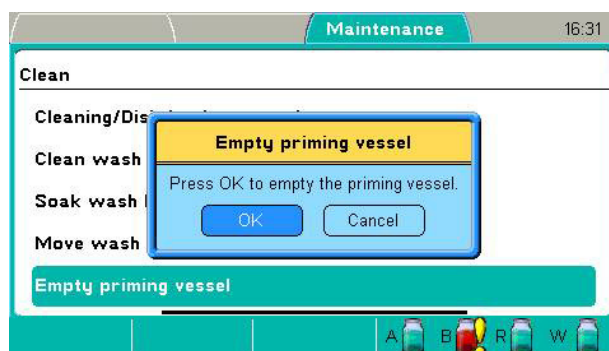 Maintenance
16:31
Clean
Cleaning/Dis
Empty priming vessel
Clean wash
Press OK to empty the priming vessel.
Soak wash
OK
Cancel
Move wash
Empty priming vessel
A
B
R
W